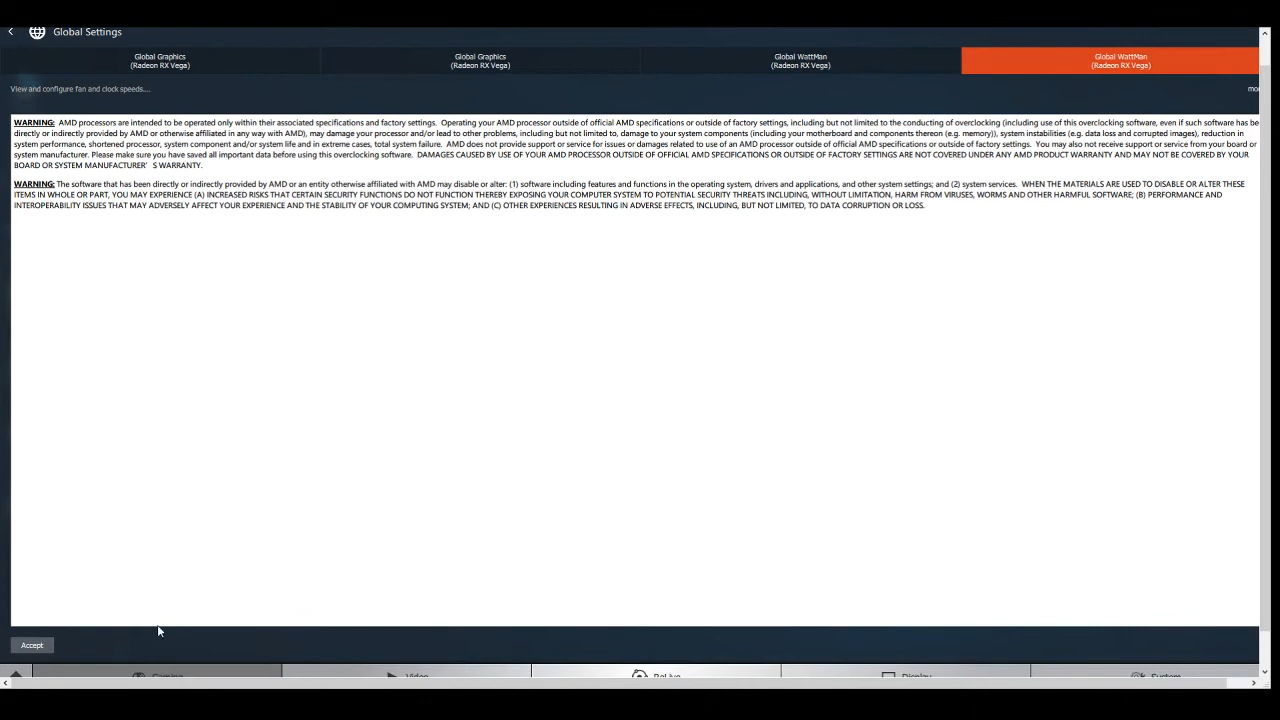 Global Settings
Global Graphics
(Radeon RX Vega)
Global Graphics
(Radeon RX Vega)
Global WattMan
(Radeon RX Vega)
Global WattMan
(Radeon RX Vega)
View and configure fan and clock speeds....
mo
WARNING: AMD processors are intended to be operated only within their associated specifications and factory settings. Operating your AMD processor outside of official AMD specifications or outside of factory settings, including but not limited to the conducting of overclocking (including use of this overclocking software, even if such software has be
directly or indirectly provided by AMD or otherwise affiliated in any way with AMD), may damage your processor and/or lead to other problems, including but not limited to, damage to your system components (including your motherboard and components thereon (e.g. memory)), system instabilities (e.g. data loss and corrupted images), reduction in
system performance, shortened processor, system component and/or system life and in extreme cases, total system failure. AMD does not provide support or service for issues or damages related to use of an AMD processor outside of official AMD specifications or outside of factory settings. You may also not receive support or service from your board or
system manufacturer. Please make sure you have saved all important data before using this overclocking software. DAMAGES CAUSED BY USE OF YOUR AMD PROCESSOR OUTSIDE OF OFFICIAL AMD SPECIFICATIONS OR OUTSIDE OF FACTORY SETTINGS ARE NOT COVERED UNDER ANY AMD PRODUCT WARRANTY AND MAY NOT BE COVERED BY YOUR
BOARD OR SYSTEM MANUFACTURER' S WARRANTY.
WARNING: The software that has been directly or indirectly provided by AMD or an entity otherwise affiliated with AMD may disable or alter: (1) software including features and functions in the operating system, drivers and applications, and other system settings; and (2) system services. WHEN THE MATERIALS ARE USED TO DISABLE OR ALTER THESE
ITEMS IN WHOLE OR PART, YOU MAY EXPERIENCE (A) INCREASED RISKS THAT CERTAIN SECURITY FUNCTIONS DO NOT FUNCTION THEREBY EXPOSING YOUR COMPUTER SYSTEM TO POTENTIAL SECURITY THREATS INCLUDING, WITHOUT LIMITATION, HARM FROM VIRUSES, WORMS AND OTHER HARMFUL SOFTWARE; (B) PERFORMANCE AND
INTEROPERABILITY ISSUES THAT MAY ADVERSELY AFFECT YOUR EXPERIENCE AND THE STABILITY OF YOUR COMPUTING SYSTEM; AND (C) OTHER EXPERIENCES RESULTING IN ADVERSE EFFECTS, INCLUDING, BUT NOT LIMITED, TO DATA CORRUPTION OR LOSS.
Accept
Gaming
Video
ReLive
Display
System